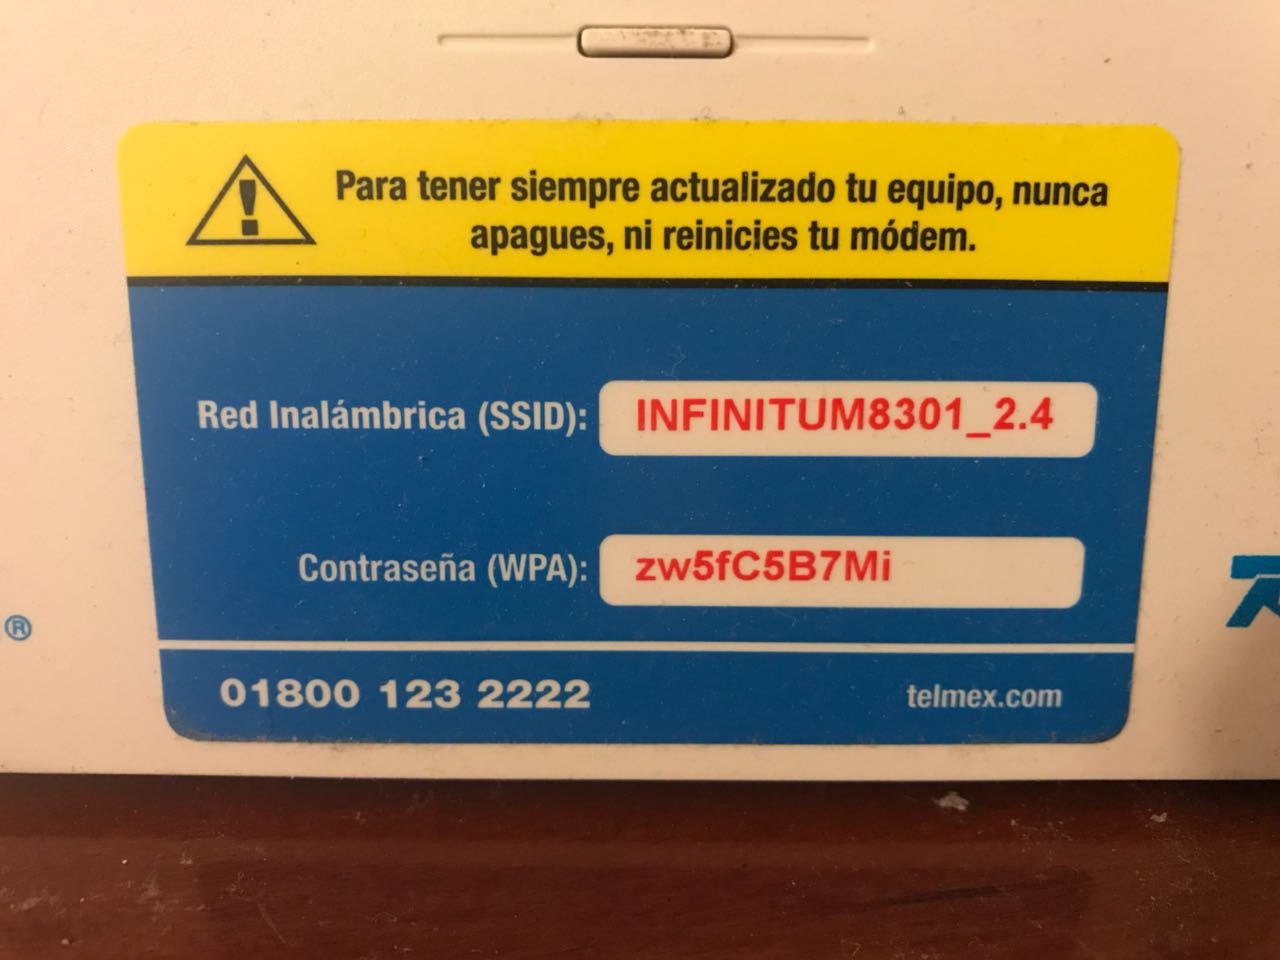 Para tener siempre actualizado tu equipo, nunca
apagues, ni reinicies tu módem.
Red Inalámbrica (SSID): INFINITUM8301_2.4
Contraseña (WPA): zw5fC5B7Mi
®
01800 123 2222 telmex.com